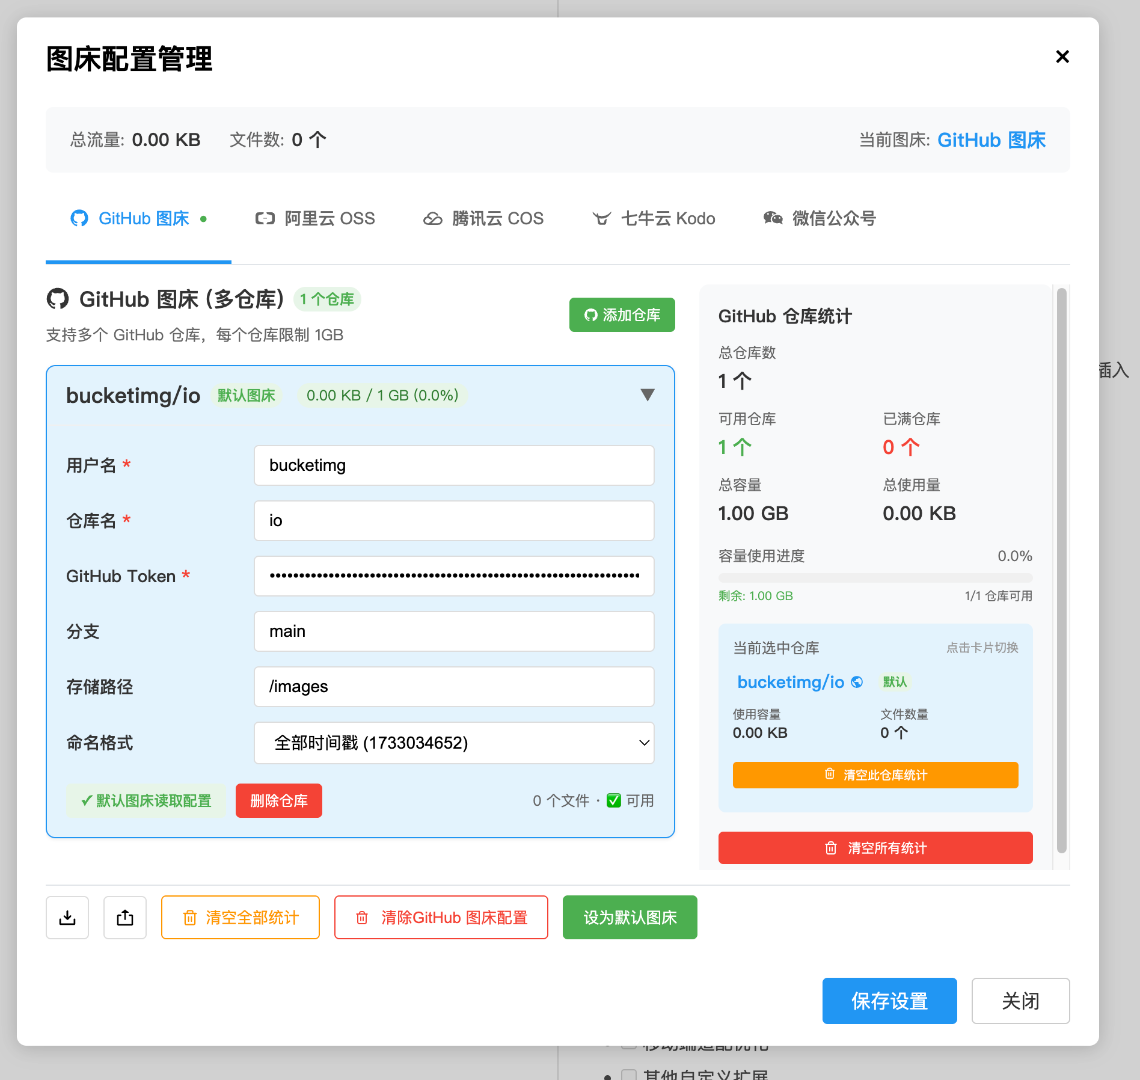 图床配置管理
总流量: 0.00 KB 文件数: 0 个 当前图床: GitHub 图床
GitHub 图床 阿里云 OSS 腾讯云 COS 七牛云 Kodo 微信公众号
GitHub 图床 (多仓库) 1 个仓库
支持多个 GitHub 仓库，每个仓库限制 1GB
添加仓库
bucketimg/io 默认图床 0.00 KB / 1 GB (0.0%)
用户名 * bucketimg
仓库名 * io
GitHub Token *
分支 main
存储路径 /images
命名格式 全部时间戳 (1733034652)
✓ 默认图床读取配置 删除仓库 0 个文件 · ✅ 可用
GitHub 仓库统计
总仓库数
1 个
可用仓库 已满仓库
1 个 0 个
总容量 总使用量
1.00 GB 0.00 KB
容量使用进度 0.0%
剩余: 1.00 GB 1/1 仓库可用
当前选中仓库 点击卡片切换
bucketimg/io 默认
使用容量 文件数量
0.00 KB 0 个
清空此仓库统计
清空所有统计
清空全部统计 清除GitHub 图床配置 设为默认图床
保存设置 关闭
插入
其他自定义扩展